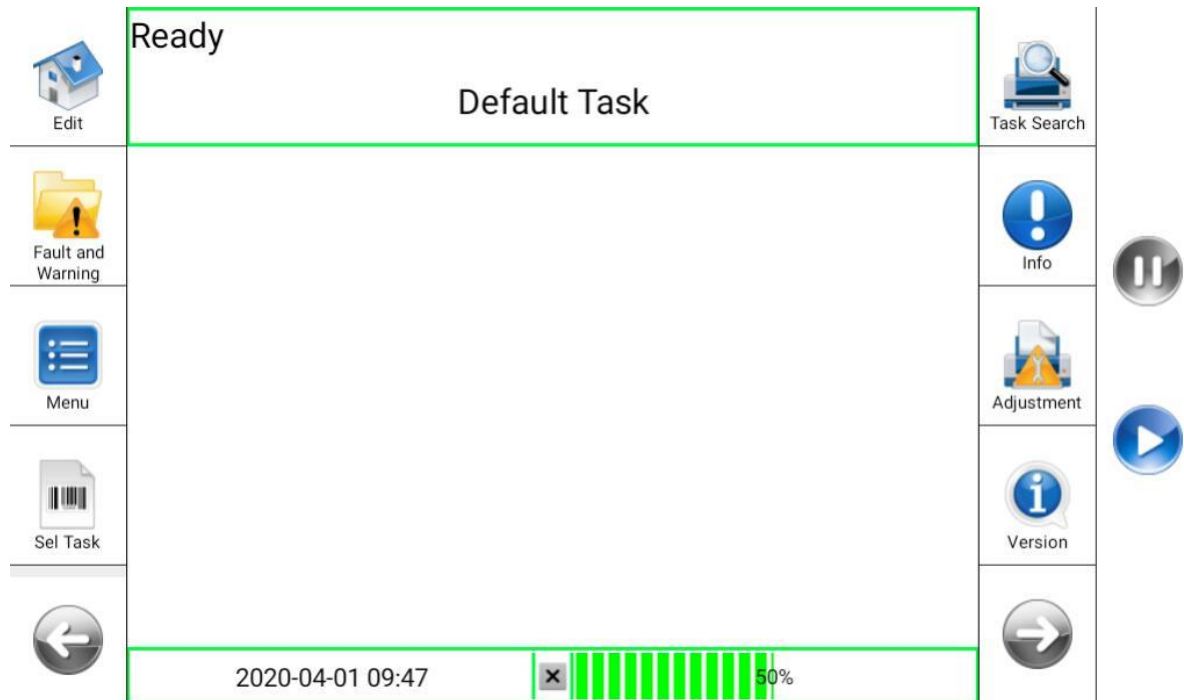 Ready
Default Task
Edit
Fault and
Warning
Menu
Sel Task
Task Search
Info
Adjustment
Version
2020-04-01 09:47
50%